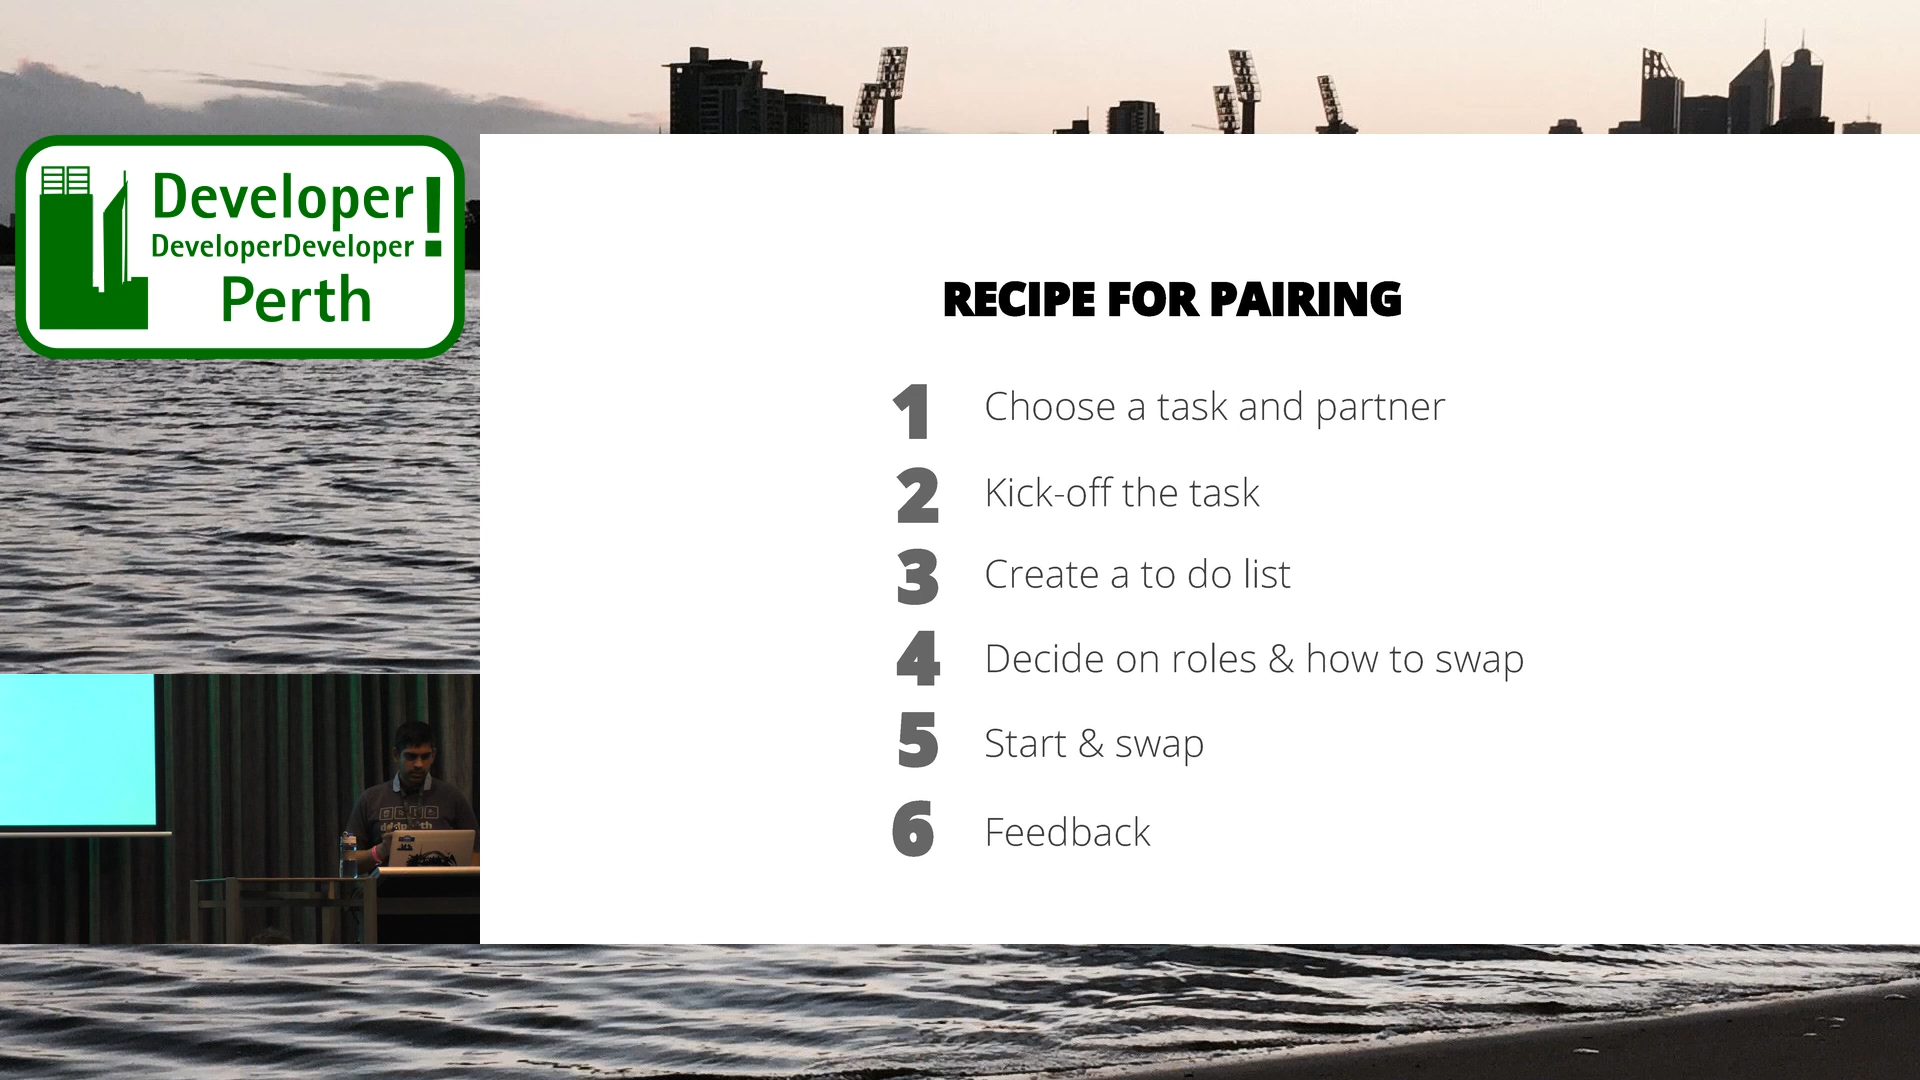 Developer!
DeveloperDeveloper
Perth
RECIPE FOR PAIRING
1 Choose a task and partner
2 Kick-off the task
3 Create a to do list
4 Decide on roles & how to swap
5 Start & swap
6 Feedback